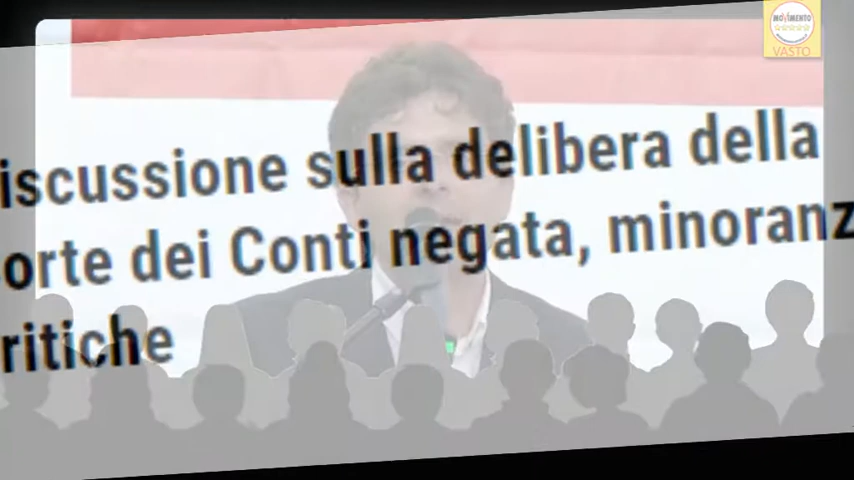 MOVIMENTO
VASTO
iscussione sulla delibera della
orte dei Conti negata, minoranz
ritiche